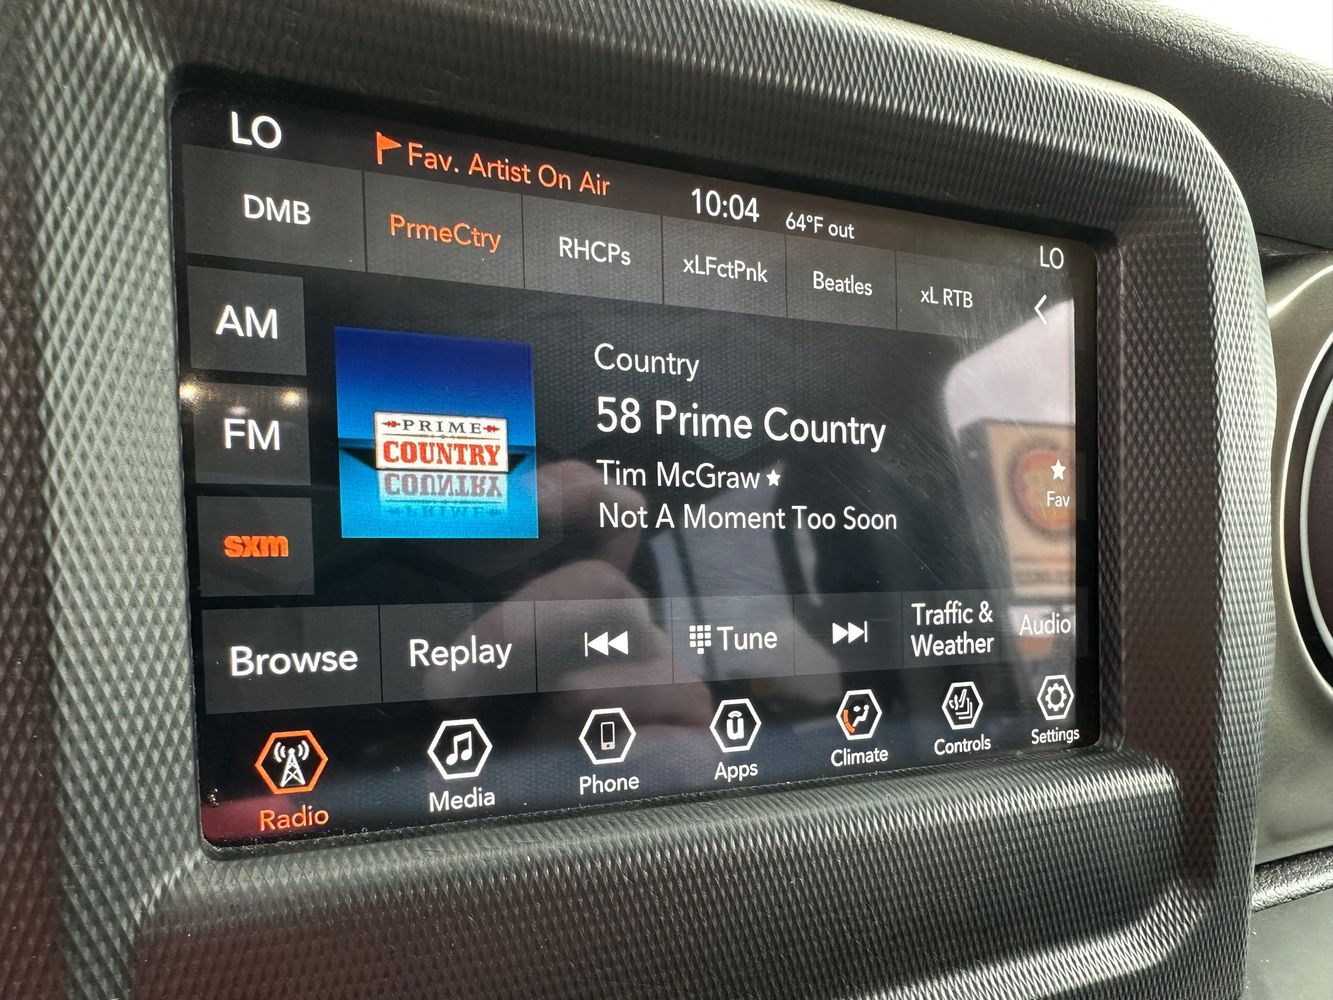 LO
Fav. Artist On Air
10:04
64°F out
LO
DMB
PrmeCtry
RHCPs
xLFctPnk
Beatles
xL RTB
AM
FM
sxm
PRIME
COUNTRY
Country
58 Prime Country
Tim McGraw
Not A Moment Too Soon
Fav
Browse
Replay
Tune
Traffic &
Weather
Audio
Radio
Media
Phone
Apps
Climate
Controls
Settings